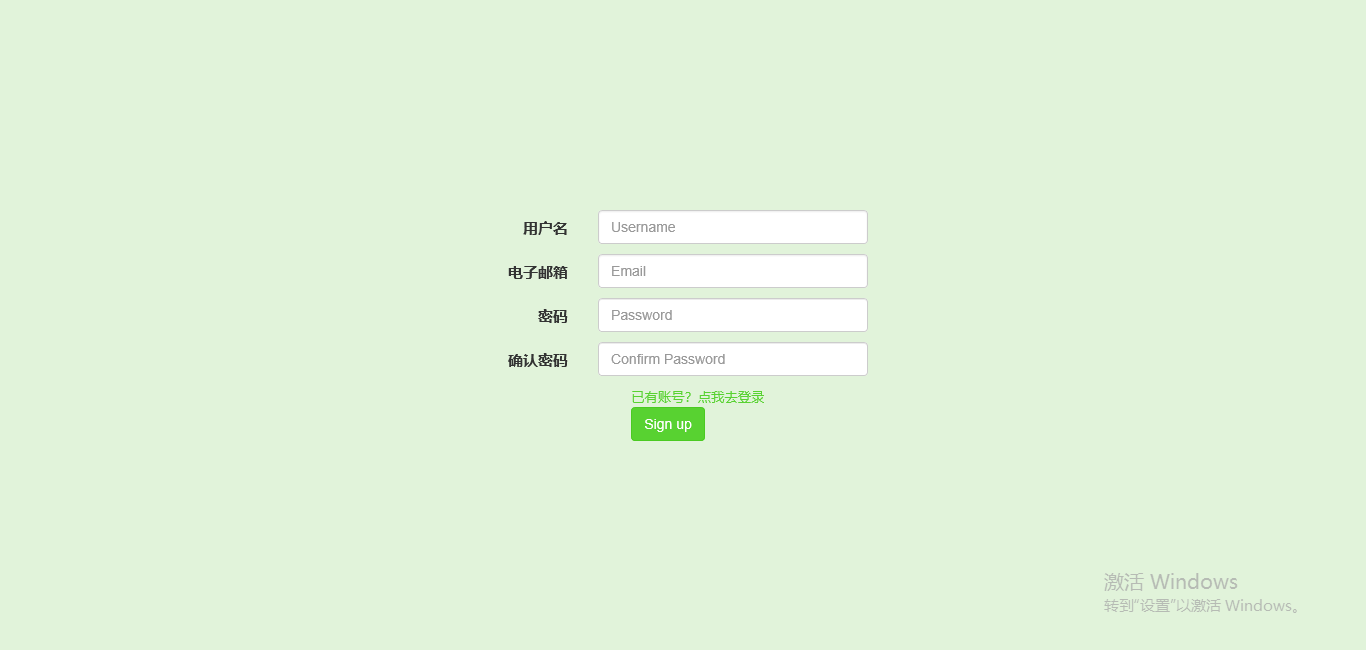 用户名 Username
电子邮箱 Email
密码 Password
确认密码 Confirm Password
已有账号？点我去登录
Sign up
激活 Windows
转到"设置"以激活 Windows。